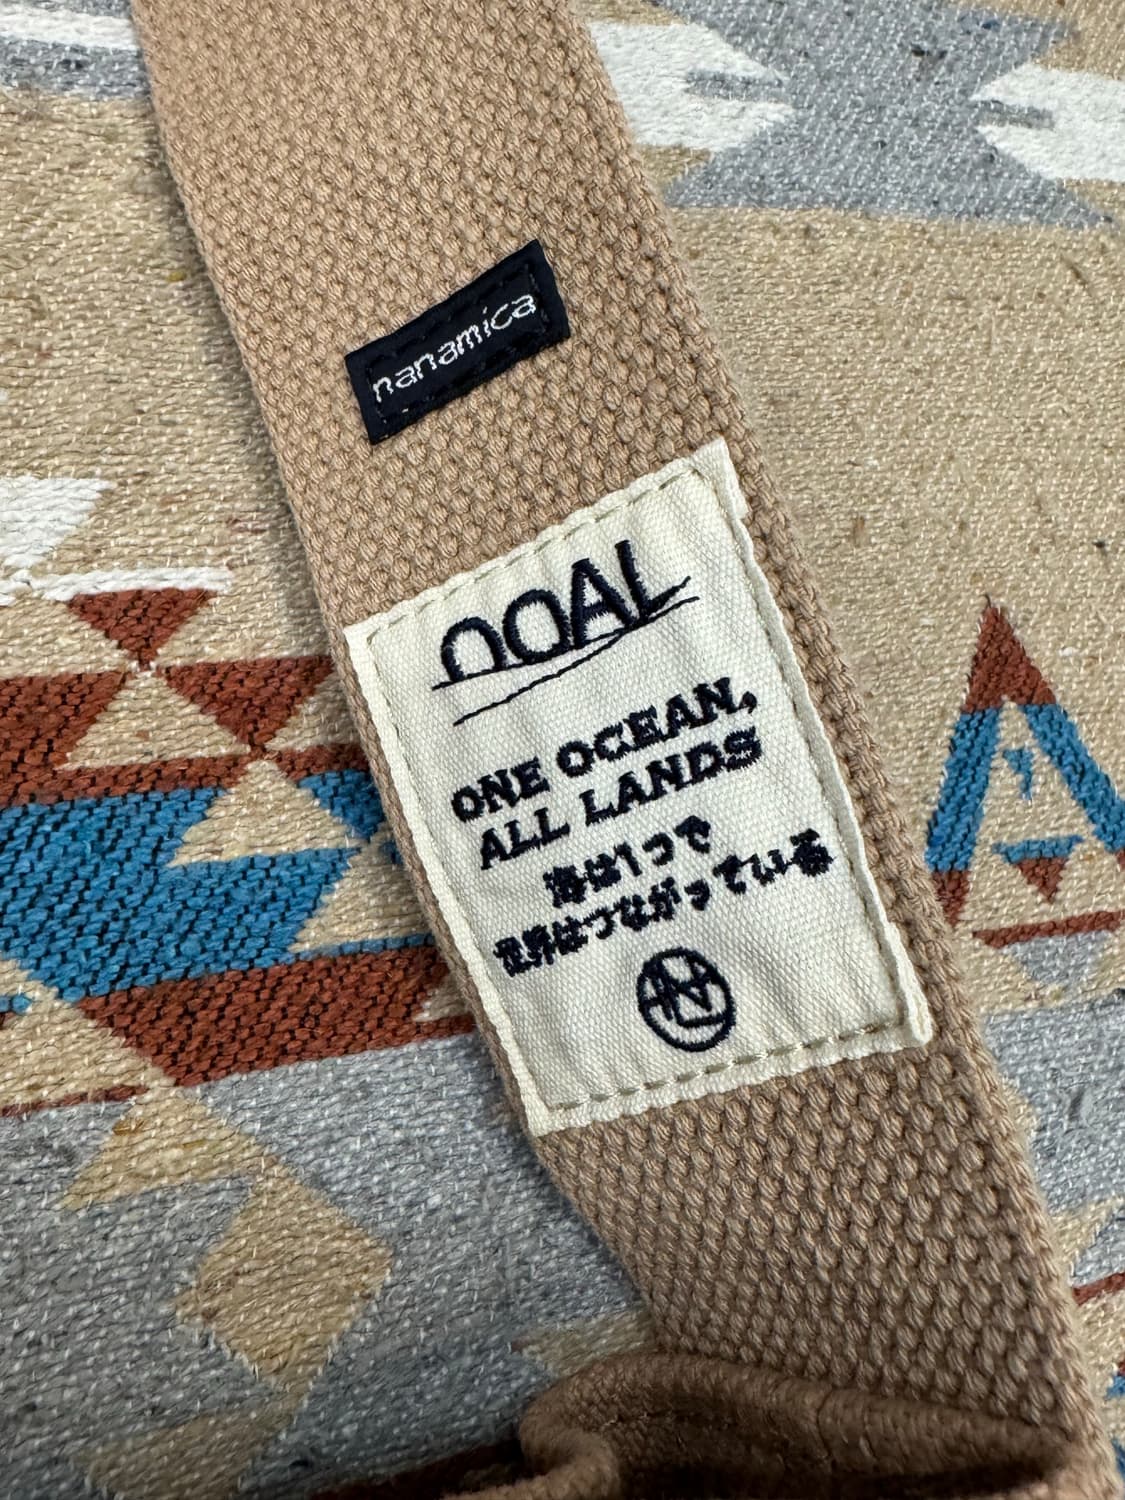 nanamica
OOAL
ONE OCEAN,
ALL LANDS
海は1つで
世界はつながっている